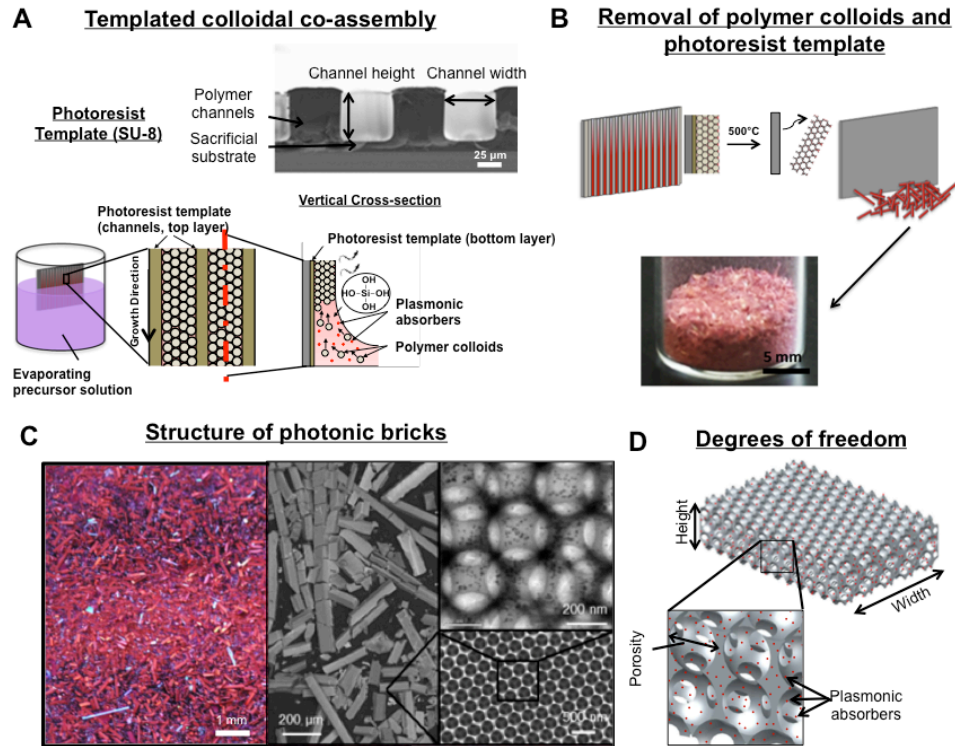 A
Templated colloidal co-assembly
Photoresist
Template (SU-8)
Channel height
Channel width
Polymer
channels
Sacrificial
substrate
25 µm
Vertical Cross-section
Photoresist template
(channels, top layer)
Growth Direction
Evaporating
precursor solution
Photoresist template (bottom layer)
OH
HO-Si-OH
OH
Plasmonic
absorbers
Polymer colloids
B
Removal of polymer colloids and
photoresist template
500°C
5 mm
C
Structure of photonic bricks
1 mm
200 µm
200 nm
500 nm
D
Degrees of freedom
Height
Width
Porosity
Plasmonic
absorbers